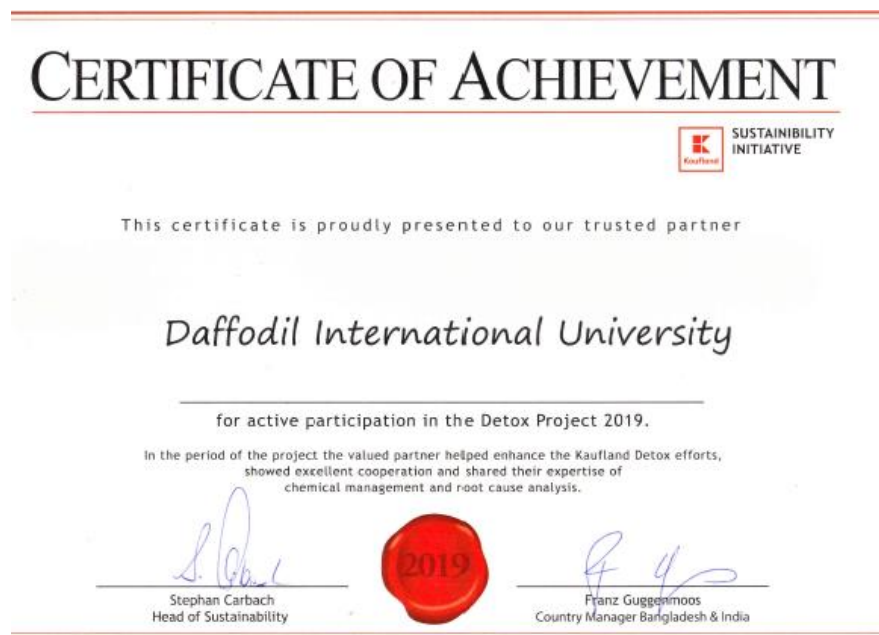 CERTIFICATE OF ACHIEVEMENT
Kaufland
SUSTAINIBILITY
INITIATIVE
This certificate is proudly presented to our trusted partner
Daffodil International University
for active participation in the Detox Project 2019.
In the period of the project the valued partner helped enhance the Kaufland Detox efforts,
showed excellent cooperation and shared their expertise of
chemical management and root cause analysis.
2019
Stephan Carbach
Head of Sustainability
Franz Guggenmoos
Country Manager Bangladesh & India